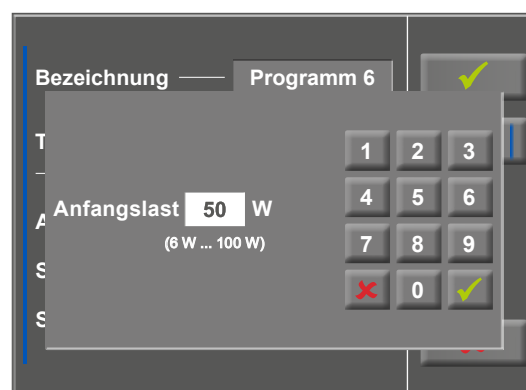 Bezeichnung Programm 6
T
A
S
S
Anfangslast 50 W
(6 W ... 100 W)
1 2 3
4 5 6
7 8 9
0